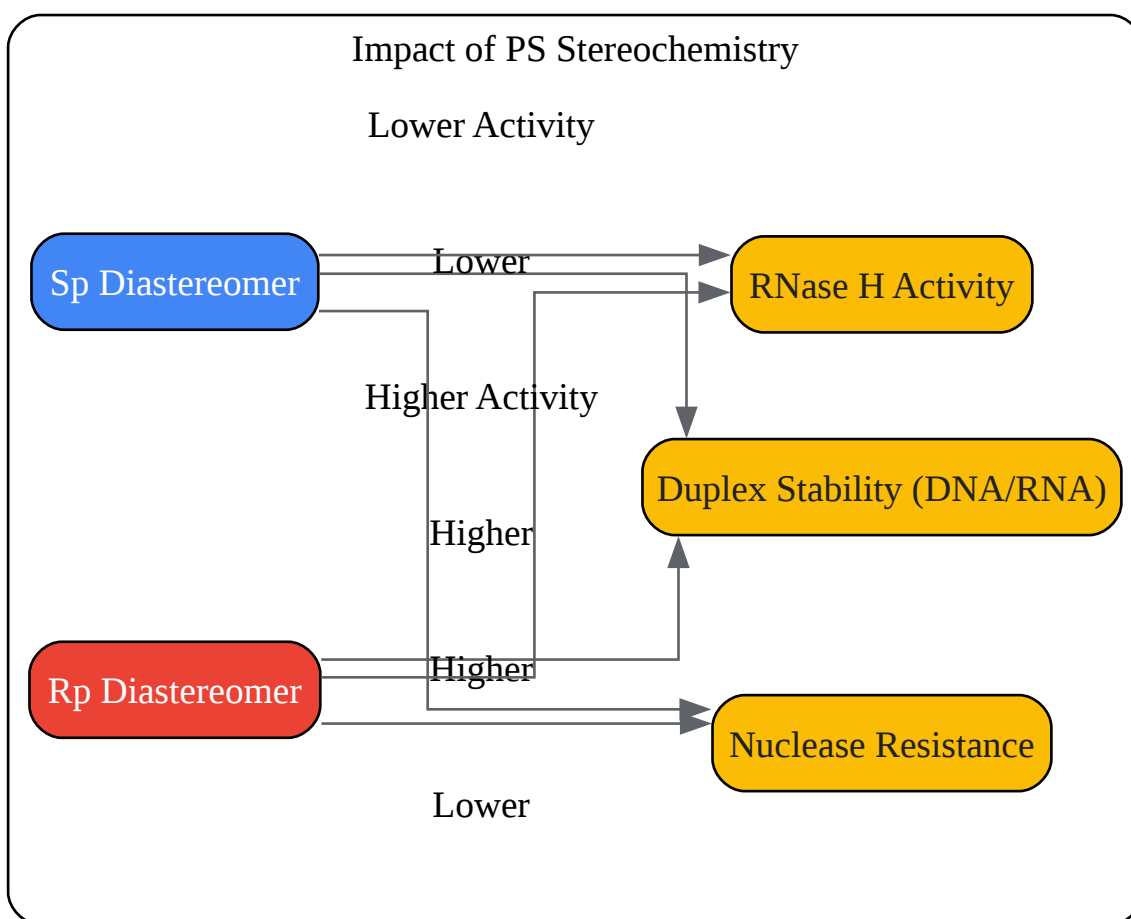 Impact of PS Stereochemistry
Lower Activity
Sp Diastereomer
Lower
RNase H Activity
Higher Activity
Duplex Stability (DNA/RNA)
Higher
Higher
Rp Diastereomer
Nuclease Resistance
Lower